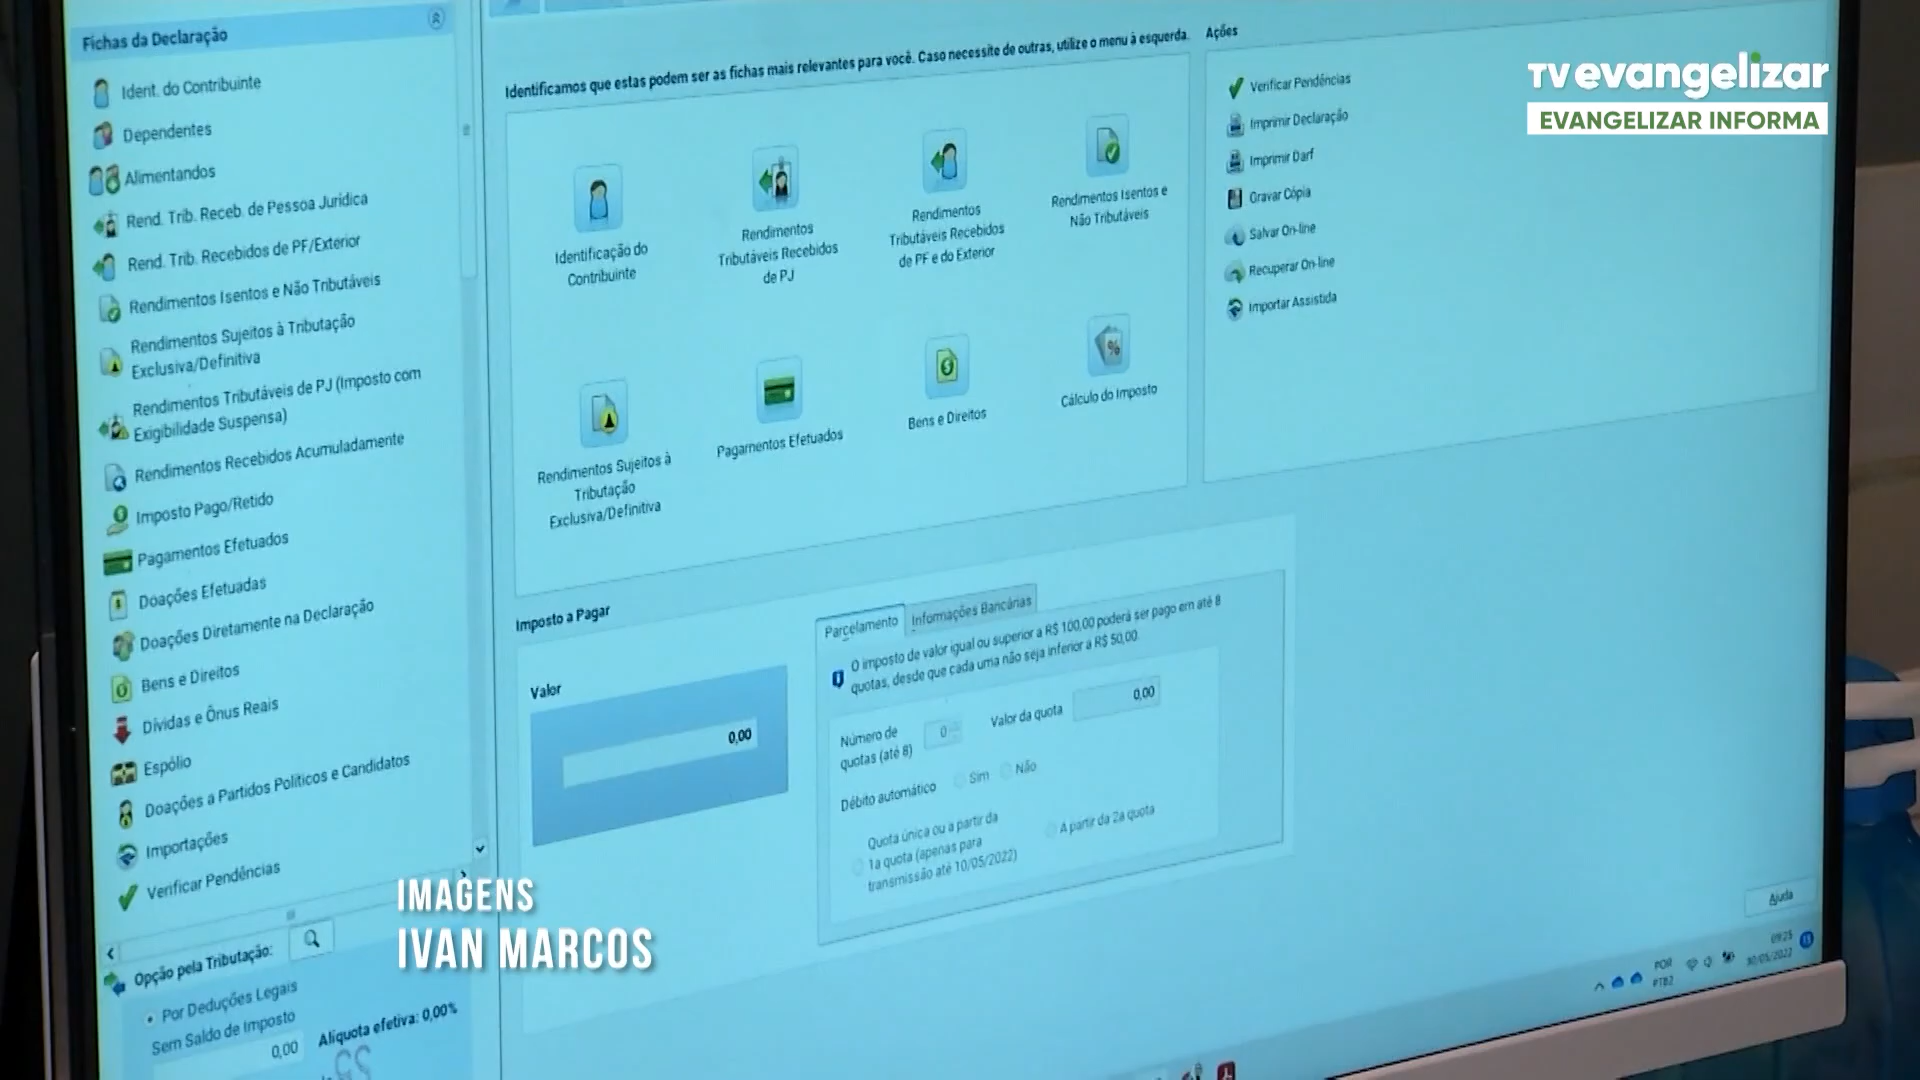 Fichas da Declaração
Ident. do Contribuinte
Dependentes
Alimentandos
Rend. Trib. Receb. de Pessoa Jurídica
Rend. Trib. Recebidos de PF/Exterior
Rendimentos Isentos e Não Tributáveis
Rendimentos Sujeitos à Tributação
Exclusiva/Definitiva
Rendimentos Tributáveis de PJ (Imposto com
Exigibilidade Suspensa)
Rendimentos Recebidos Acumuladamente
Imposto Pago/Retido
Pagamentos Efetuados
Doações Efetuadas
Doações Diretamente na Declaração
Bens e Direitos
Dívidas e Ônus Reais
Espólio
Doações a Partidos Políticos e Candidatos
Importações
Verificar Pendências
Opção pela Tributação:
Por Deduções Legais
Sem Saldo de Imposto
0,00
Alíquota efetiva: 0,00%
Identificamos que estas podem ser as fichas mais relevantes para você. Caso necessite de outras, utilize o menu à esquerda.
Identificação do
Contribuinte
Rendimentos
Tributáveis Recebidos
de PJ
Rendimentos
Tributáveis Recebidos
de PF e do Exterior
Rendimentos Isentos e
Não Tributáveis
Rendimentos Sujeitos à
Tributação
Exclusiva/Definitiva
Pagamentos Efetuados
Bens e Direitos
Cálculo do Imposto
Ações
Verificar Pendências
Imprimir Declaração
Imprimir Darf
Gravar Cópia
Salvar On-line
Recuperar On-line
Importar Assistida
Imposto a Pagar
Valor
0,00
Parcelamento
Informações Bancárias
O imposto de valor igual ou superior a R$ 100,00 poderá ser pago em até 8
quotas, desde que cada uma não seja inferior a R$ 50,00.
Número de
quotas (até 8)
0
Valor da quota
0,00
Débito automático
Sim
Não
Quota única ou a partir da
1a quota (apenas para
transmissão até 10/05/2022)
A partir da 2a quota
Ajuda
POR
PTB2
09:25
30/05/2022
TV evangelizar
EVANGELIZAR INFORMA
IMAGENS
IVAN MARCOS